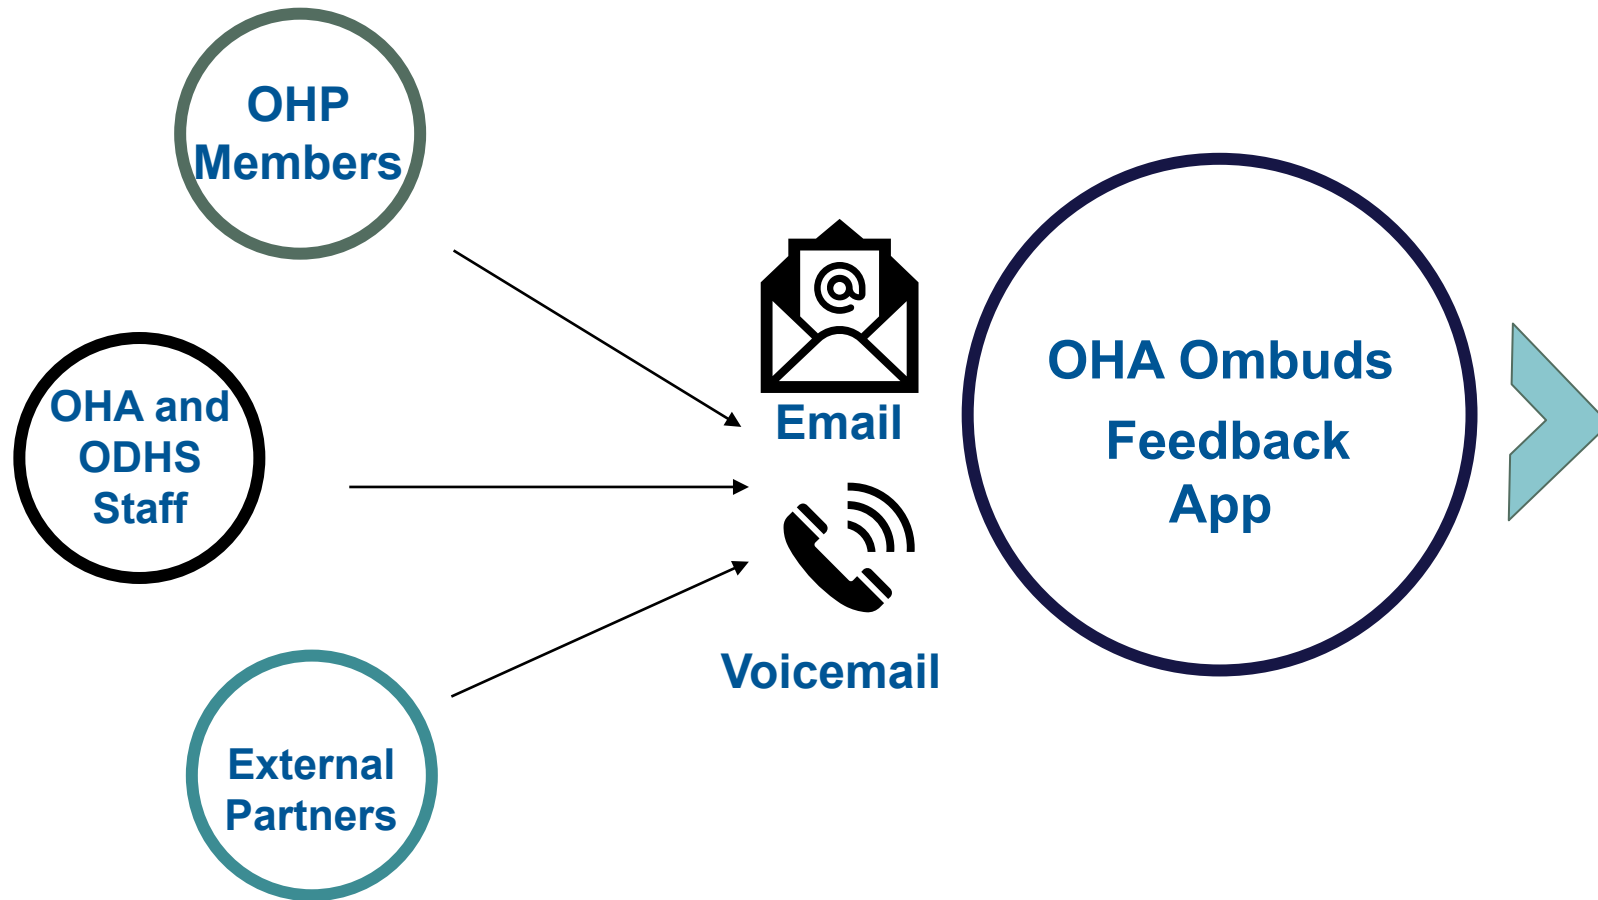 OHP
Members
OHA and
ODHS
Staff
External
Partners
@
Email
Voicemail
OHA Ombuds
Feedback
App